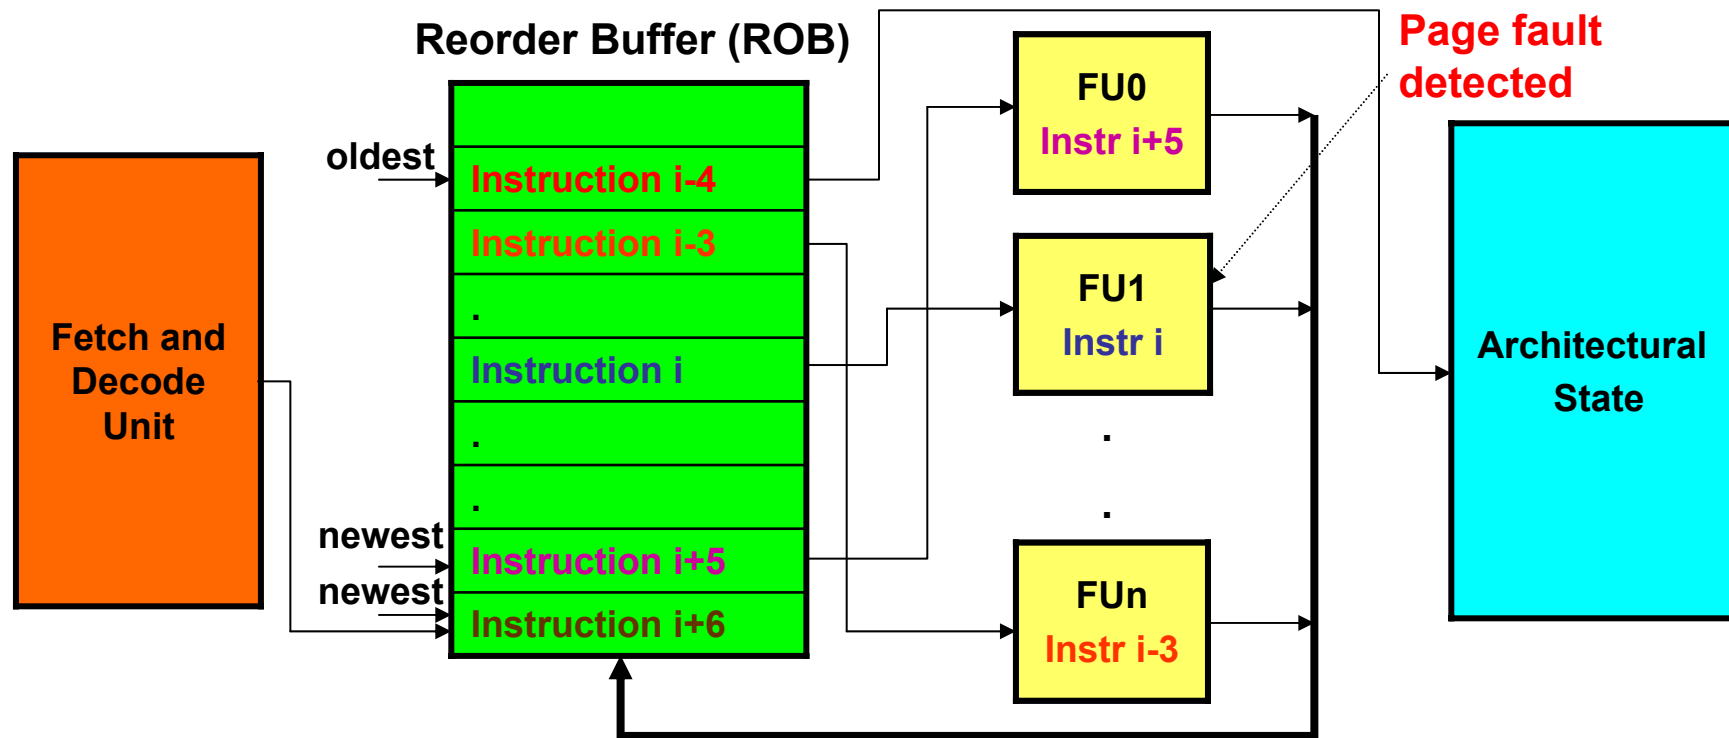 Reorder Buffer (ROB)
Page fault
detected
oldest
Instruction i-4
Instruction i-3
.
Instruction i
.
.
newest
Instruction i+5
newest
Instruction i+6
Fetch and
Decode
Unit
FU0
Instr i+5
FU1
Instr i
.
.
FUn
Instr i-3
Architectural
State